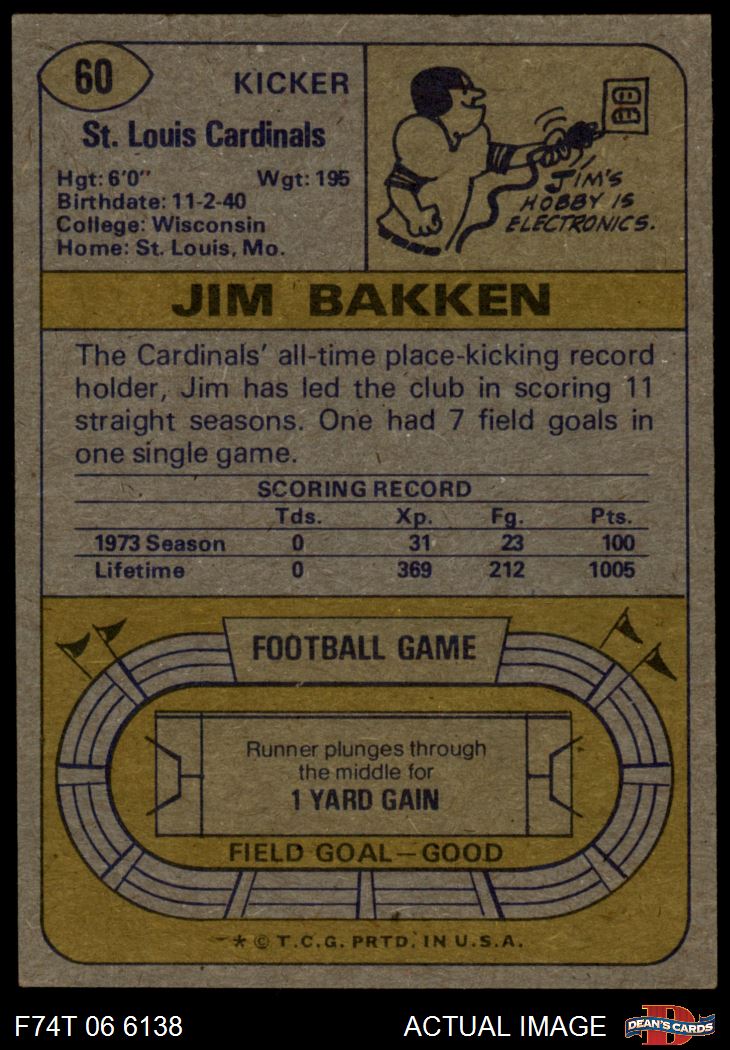 60
KICKER
St. Louis Cardinals
Hgt: 6'0" Wgt: 195
Birthdate: 11-2-40
College: Wisconsin
Home: St. Louis, Mo.
JIM'S
HOBBY IS
ELECTRONICS.
JIM BAKKEN
The Cardinals' all-time place-kicking record
holder, Jim has led the club in scoring 11
straight seasons. One had 7 field goals in
one single game.
SCORING RECORD
Tds. Xp. Fg. Pts.
1973 Season 0 31 23 100
Lifetime 0 369 212 1005
FOOTBALL GAME
Runner plunges through
the middle for
1 YARD GAIN
FIELD GOAL—GOOD
* © T.C.G. PRTD. IN U.S.A.
F74T 06 6138 ACTUAL IMAGE
D
DEAN'S CARDS